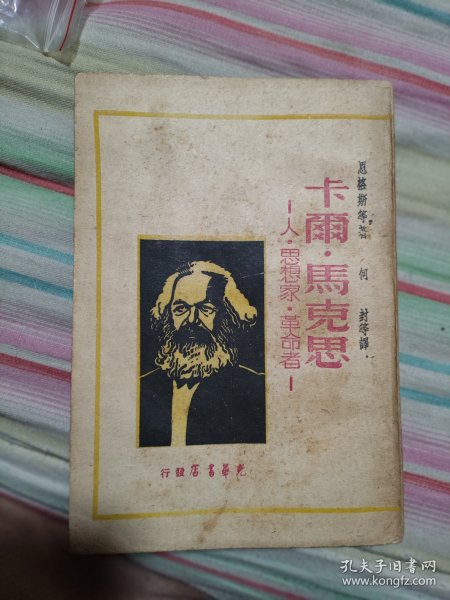 恩格斯等著 何封等譯
卡爾·馬克思
—人·思想家·革命者—
光華書店發行
孔夫子旧书网
www.kongfz.com